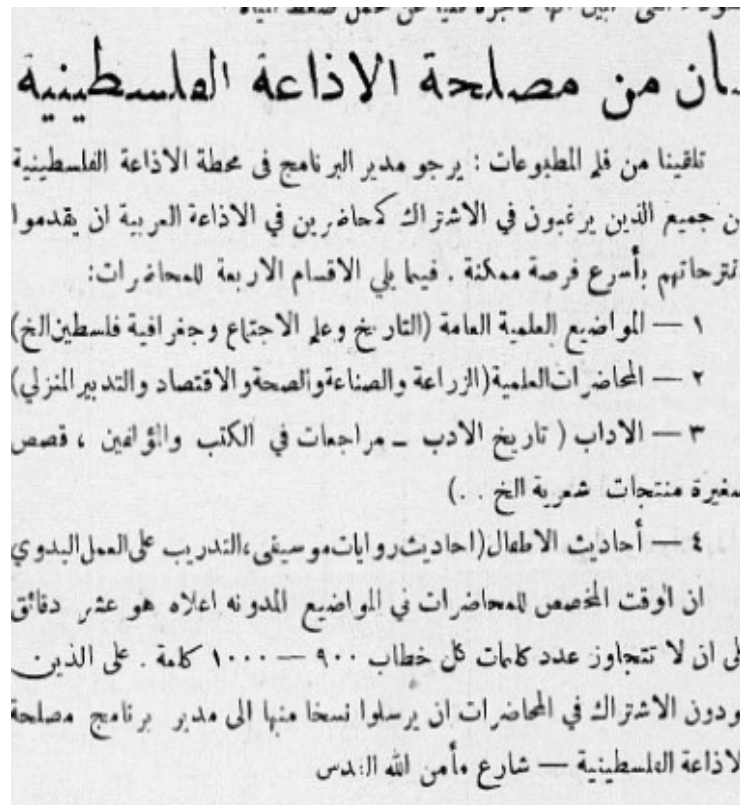 ـان من مصلحة الاذاعة الفلسطينية
تلقينا من قلم المطبوعات : يرجو مدير البرنامج في محطة الاذاعة الفلسطينية
ـن جميع الذين يرغبون في الاشتراك كمحاضرين في الاذاعة العربية ان يقدموا
ـقترحاتهم بأسرع فرصة ممكنة . فيما يلي الاقسام الاربعة للمحاضرات:
١ — المواضيع العلمية العامة (التاريخ وعلم الاجتماع وجغرافية فلسطين الخ)
٢ — المحاضرات العلمية (الزراعة والصناعة والصحة والاقتصاد والتدبير المنزلي)
٣ — الاداب ( تاريخ الادب — مراجعات في الكتب والمؤلفين ، قصص
ـغيرة منتجات شعرية الخ . .)
٤ — أحاديث الاطفال (احاديث روايات موسيقى، التدريب على العمل اليدوي
ان الوقت المخصص للمحاضرات في المواضيع المدونه اعلاه هو عشر دقائق
ـلى ان لا تتجاوز عدد كلمات كل خطاب ٩٠٠ — ١٠٠٠ كلمة . على الذين
ـودون الاشتراك في المحاضرات ان يرسلوا نسخا منها الى مدير برنامج مصلحة
الاذاعة الفلسطينية — شارع مأمن الله القدس